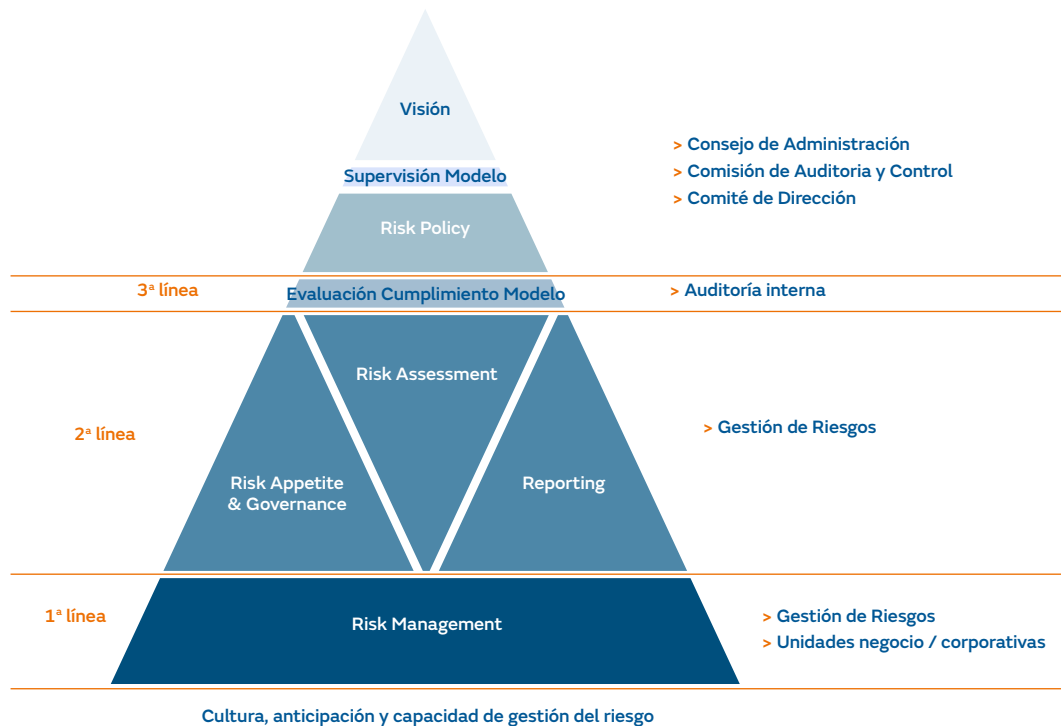 Visión
Supervisión Modelo
Risk Policy
> Consejo de Administración
> Comisión de Auditoria y Control
> Comité de Dirección
3ª línea
Evaluación Cumplimiento Modelo
> Auditoría interna
2ª línea
Risk Assessment
Risk Appetite
& Governance
Reporting
> Gestión de Riesgos
1ª línea
Risk Management
> Gestión de Riesgos
> Unidades negocio / corporativas
Cultura, anticipación y capacidad de gestión del riesgo